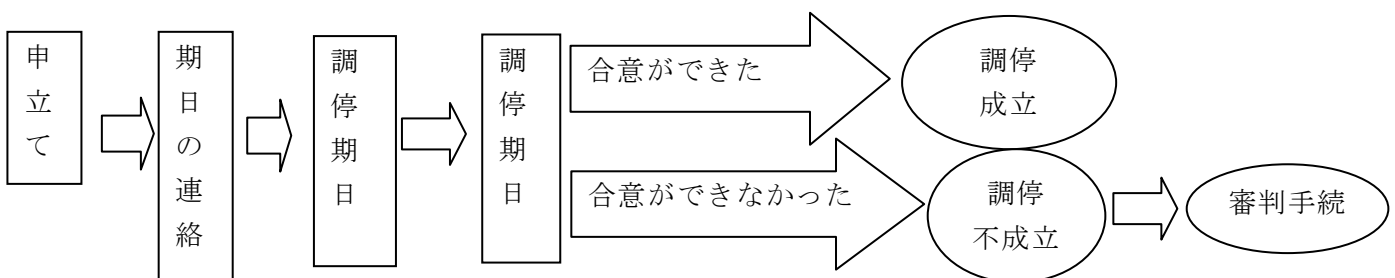 申立て
期日の連絡
調停期日
調停期日
合意ができた
調停
成立
合意ができなかった
調停
不成立
審判手続